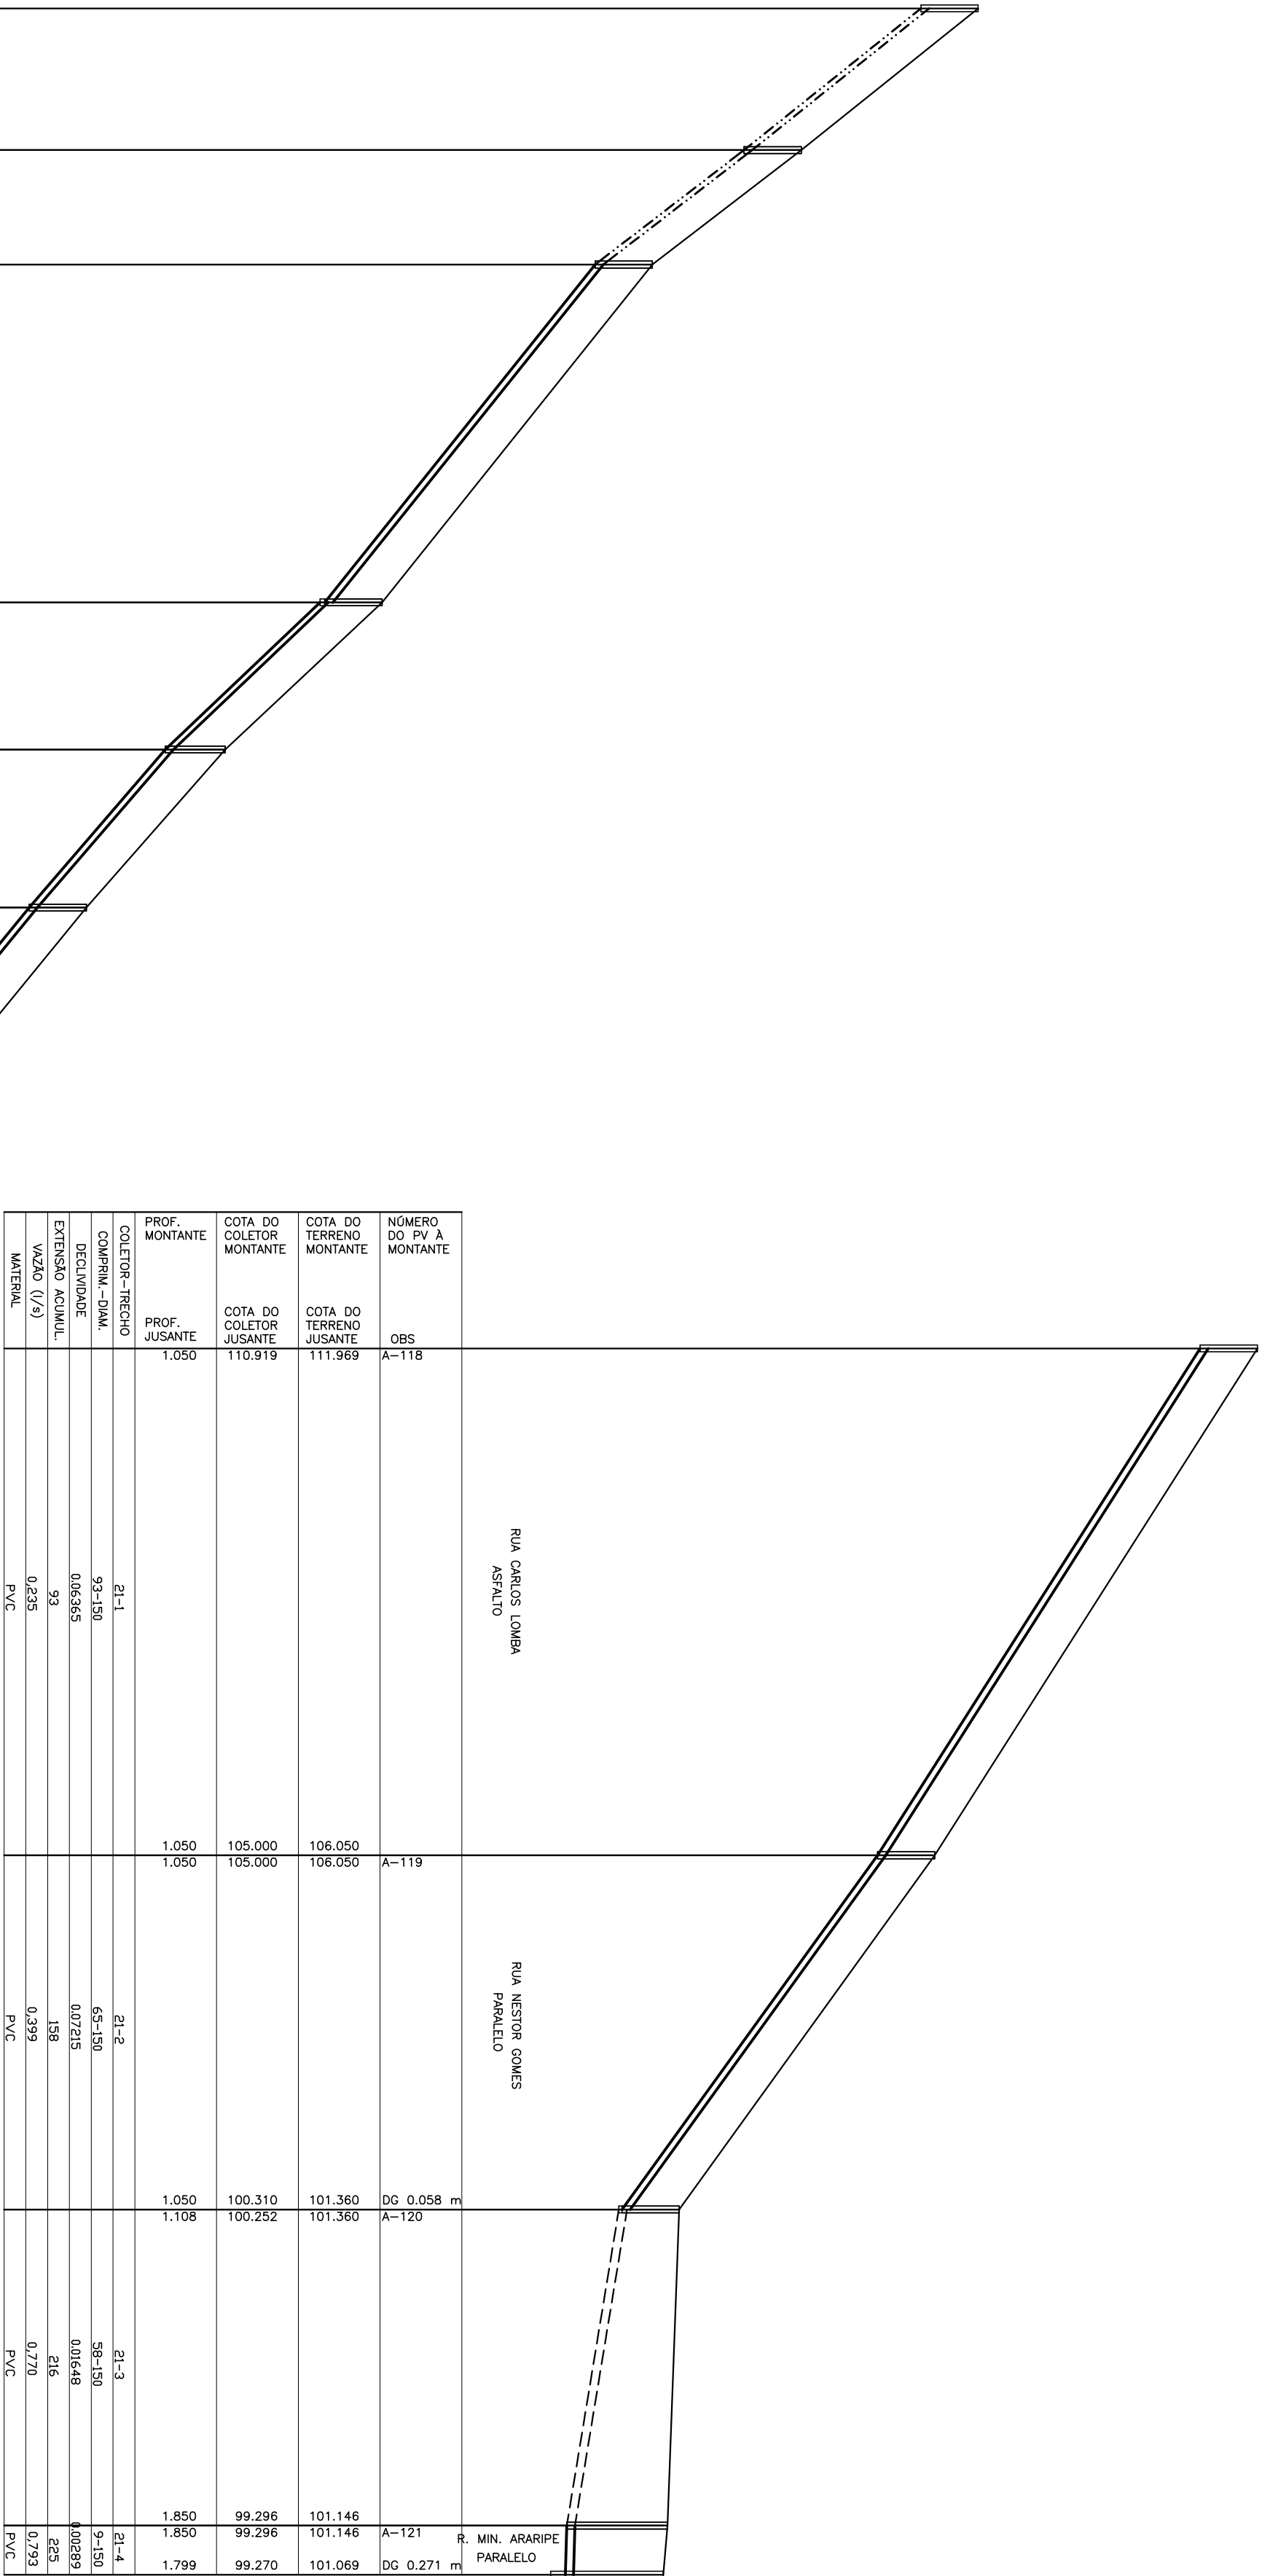 NÚMERO
DO PV À
MONTANTE
OBS
COTA DO
TERRENO
MONTANTE
COTA DO
TERRENO
JUSANTE
COTA DO
COLETOR
MONTANTE
COTA DO
COLETOR
JUSANTE
PROF.
MONTANTE
PROF.
JUSANTE
COLETOR-TRECHO
COMPRIM.-DIAM.
DECLIVIDADE
EXTENSÃO ACUMUL.
VAZÃO (l/s)
MATERIAL
1.050 110.919 111.969 A-118
RUA CARLOS LOMBA
ASFALTO
21-1
93-150
0.06365
93
0,235
PVC
1.050 105.000 106.050
1.050 105.000 106.050 A-119
RUA NESTOR GOMES
PARALELO
21-2
65-150
0.07215
158
0,399
PVC
1.050 100.310 101.360 DG 0.058 m
1.108 100.252 101.360 A-120
21-3
58-150
0.01648
216
0,770
PVC
1.850 99.296 101.146
1.850 99.296 101.146 A-121
R. MIN. ARARIPE
PARALELO
21-4
9-150
0.00289
225
0,793
PVC
1.799 99.270 101.069 DG 0.271 m